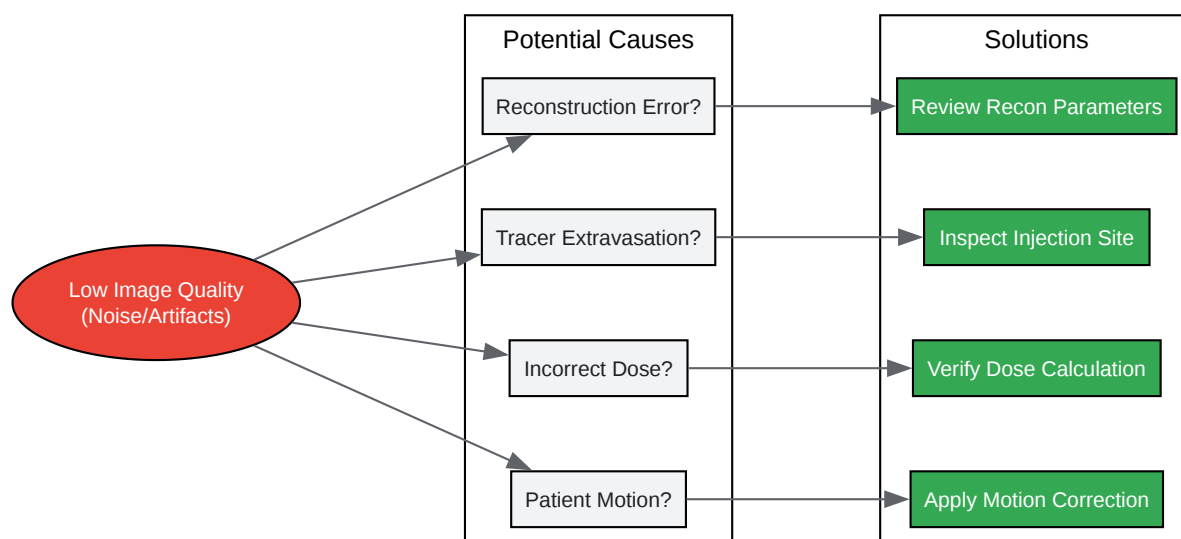 Potential Causes
Solutions
Reconstruction Error?
Review Recon Parameters
Tracer Extravasation?
Inspect Injection Site
Low Image Quality
(Noise/Artifacts)
Incorrect Dose?
Verify Dose Calculation
Patient Motion?
Apply Motion Correction